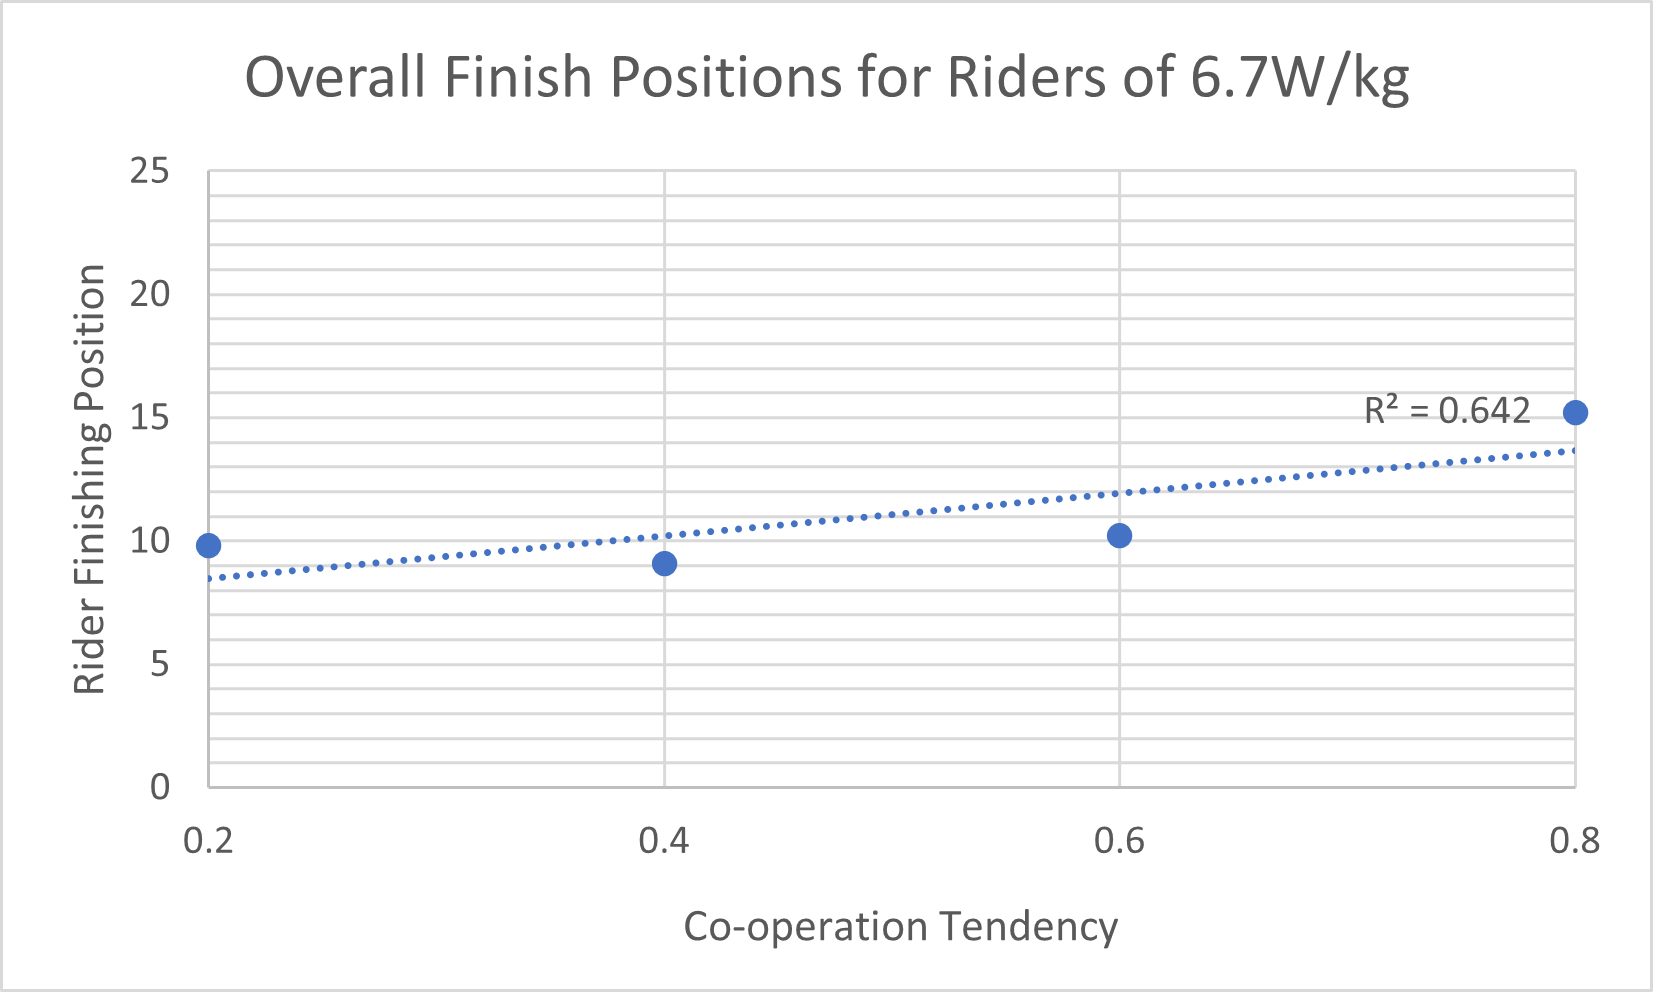 Overall Finish Positions for Riders of 6.7W/kg
25
20
15
10
5
0
Rider Finishing Position
R² = 0.642
0.2 0.4 0.6 0.8
Co-operation Tendency